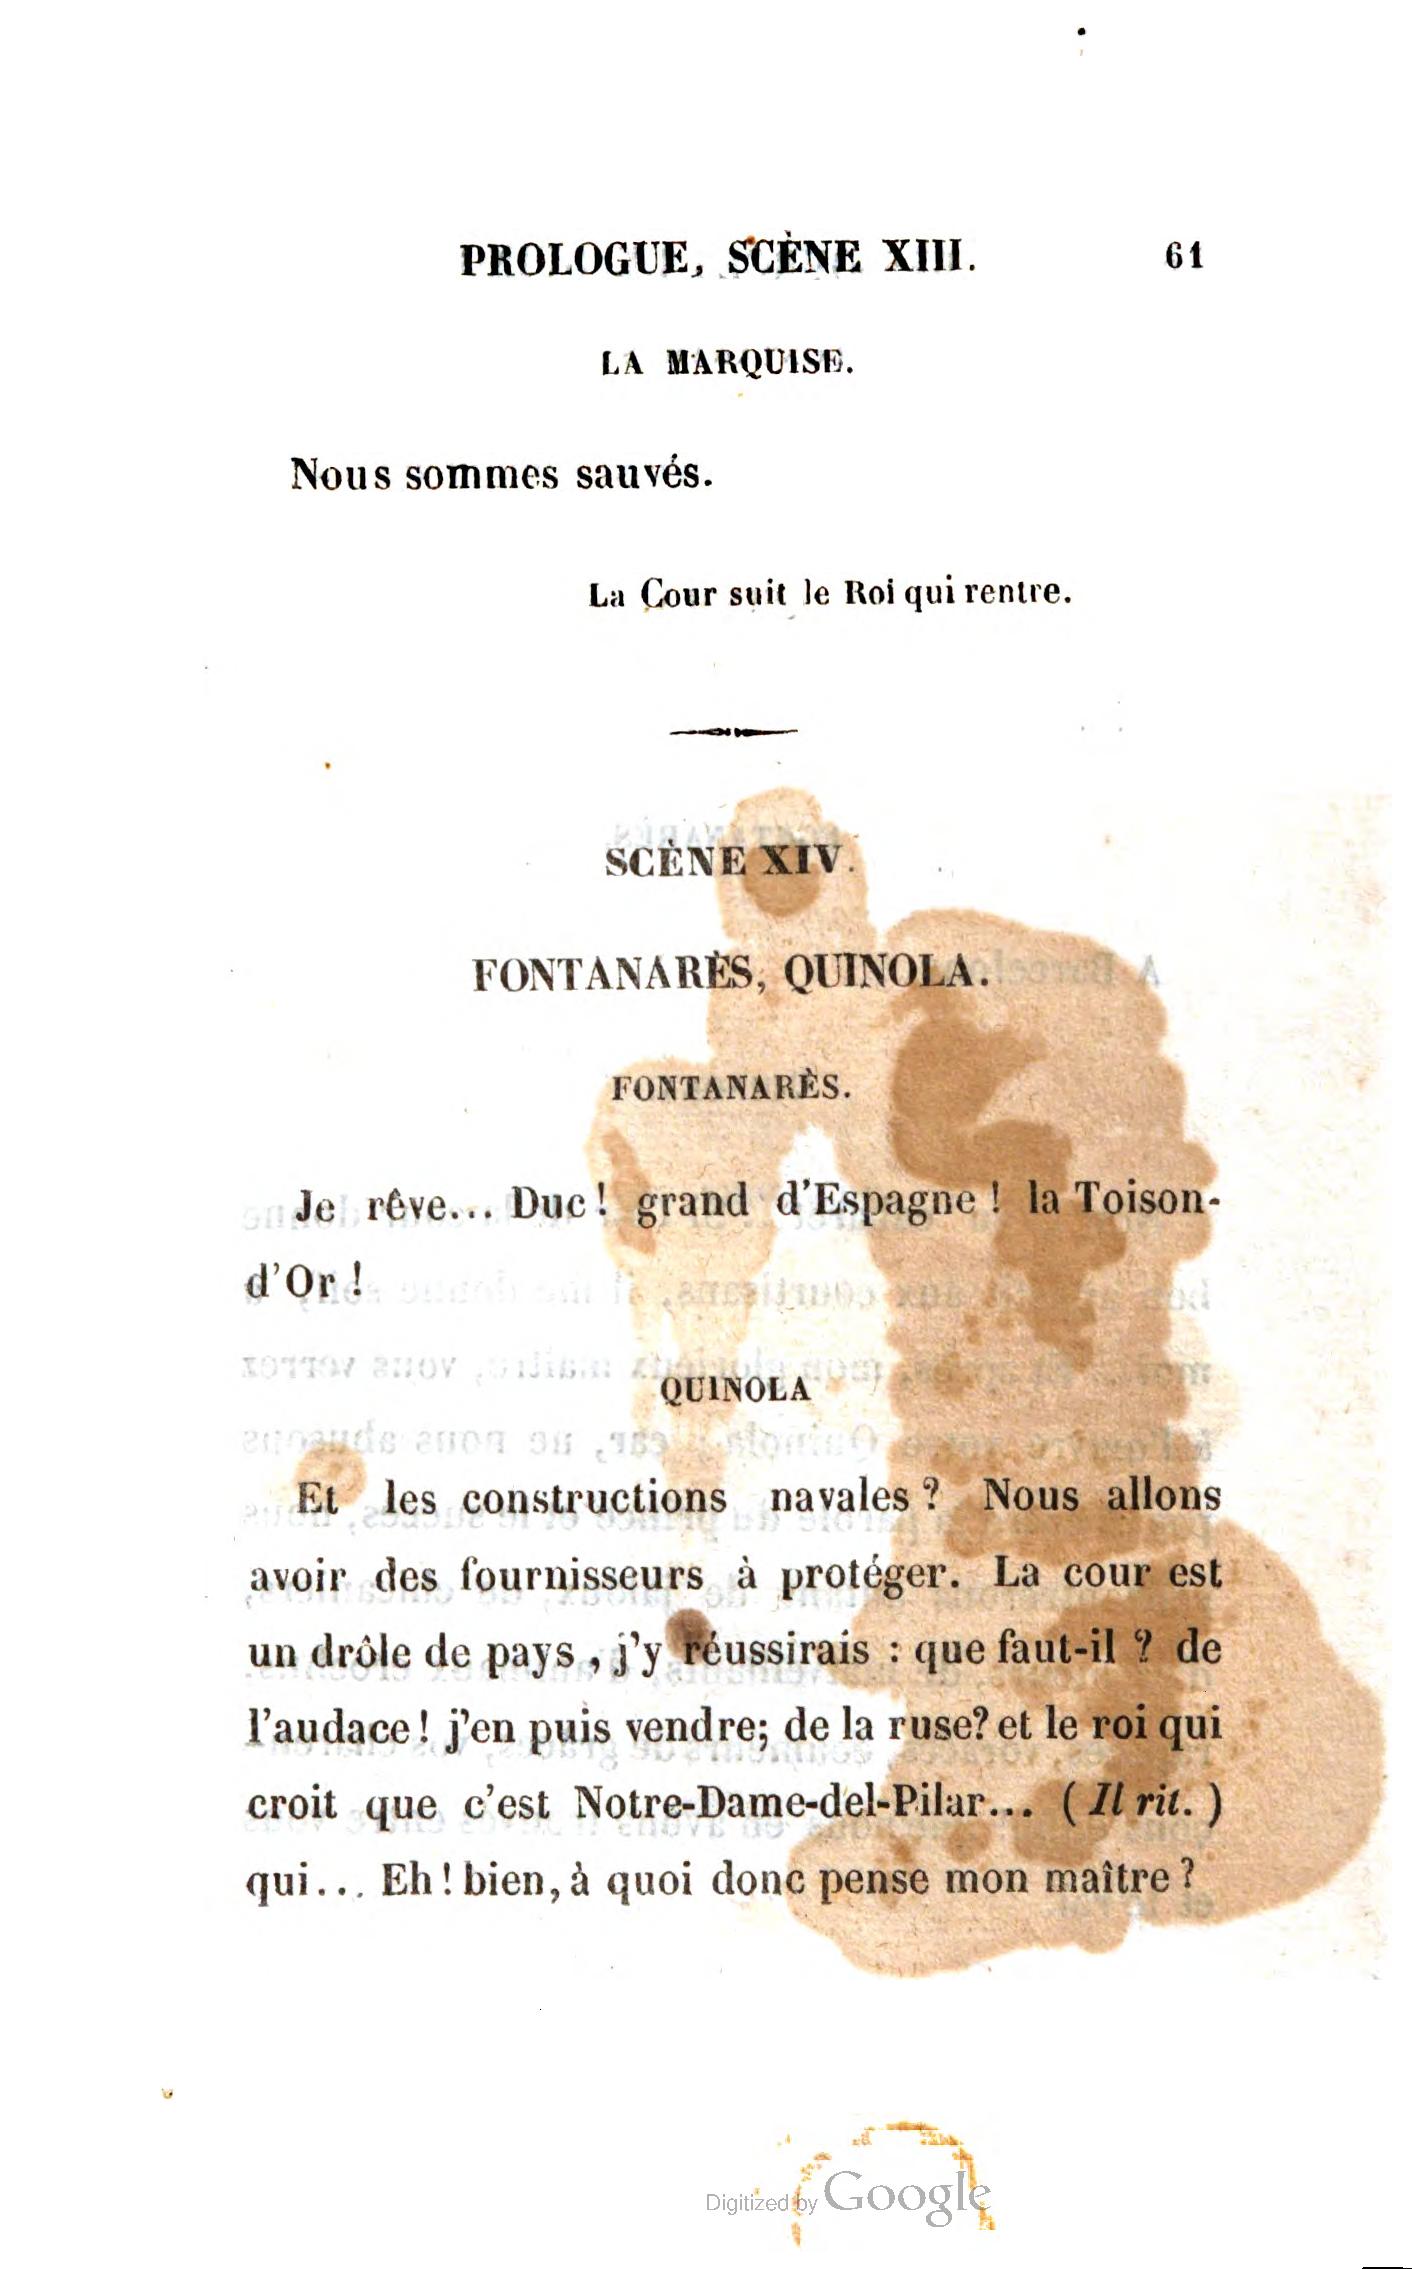 PROLOGUE, SCÈNE XIII. 61
LA MARQUISE.
Nous sommes sauvés.
La Cour suit le Roi qui rentre.
SCÈNE XIV.
FONTANARÈS, QUINOLA.
FONTANARÈS.
Je rêve... Duc! grand d'Espagne! la Toison-
d'Or!
QUINOLA
Et les constructions navales? Nous allons
avoir des fournisseurs à protéger. La cour est
un drôle de pays, j'y réussirais : que faut-il? de
l'audace! j'en puis vendre; de la ruse? et le roi qui
croit que c'est Notre-Dame-del-Pilar... (Il rit.)
qui... Eh! bien, à quoi donc pense mon maître?
Digitized by Google